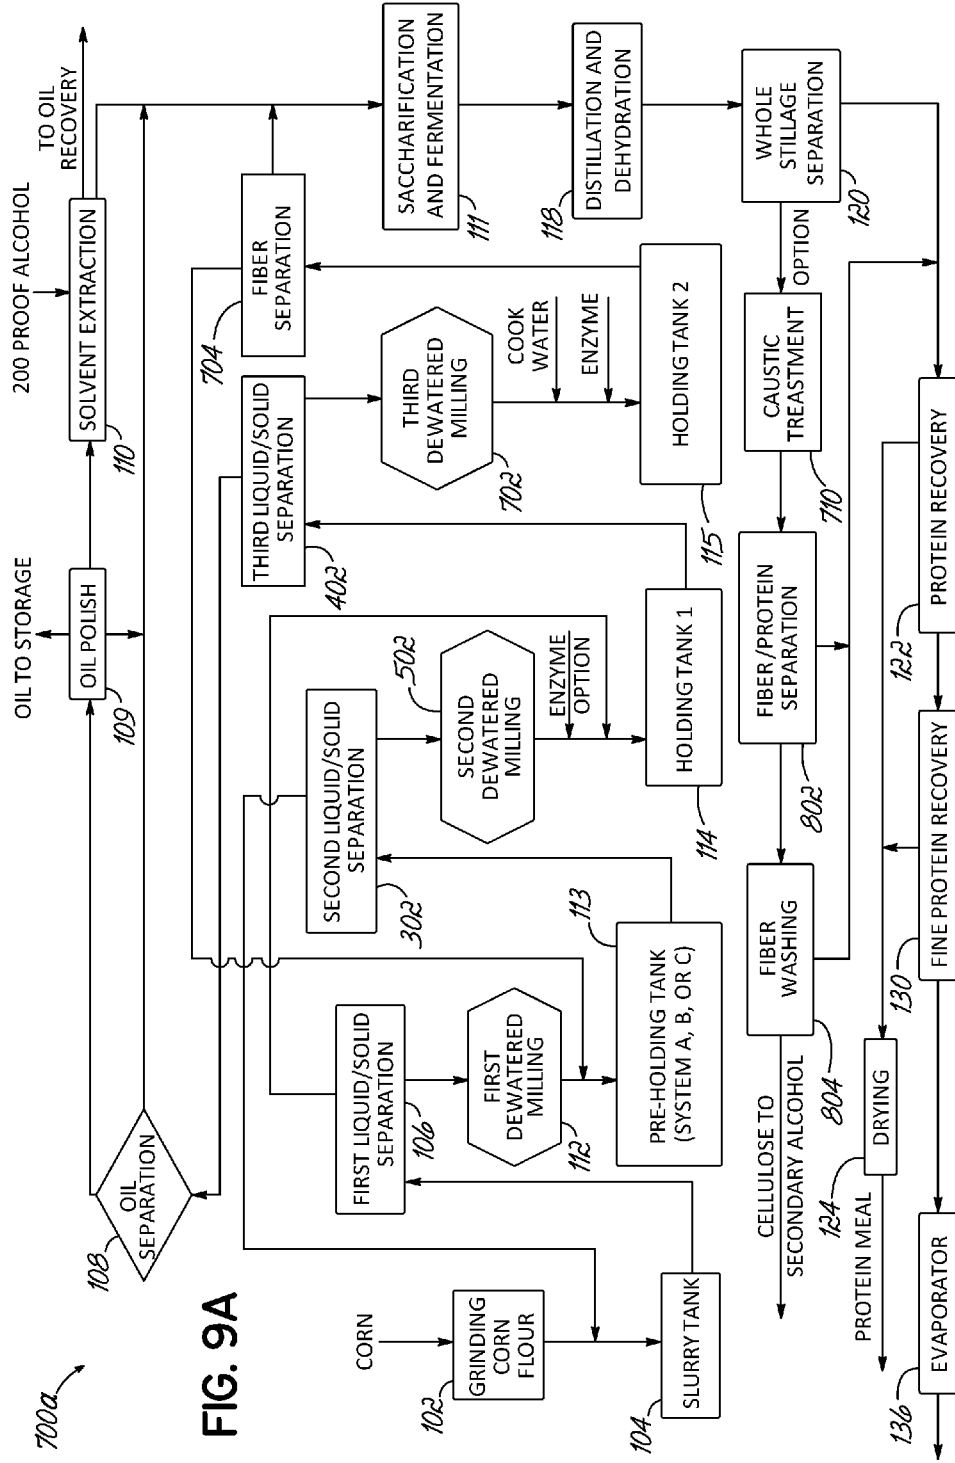 700a
FIG. 9A
CORN
102
GRINDING
CORN
FLOUR
104
SLURRY TANK
108
OIL
SEPARATION
OIL TO STORAGE
OIL POLISH
109
200 PROOF ALCOHOL
SOLVENT EXTRACTION
110
TO OIL
RECOVERY
FIRST LIQUID/SOLID
SEPARATION
106
FIRST
DEWATERED
MILLING
112
PRE-HOLDING TANK
(SYSTEM A, B, OR C)
113
SECOND LIQUID/SOLID
SEPARATION
302
SECOND
DEWATERED
MILLING
502
ENZYME
OPTION
HOLDING TANK 1
114
THIRD LIQUID/SOLID
SEPARATION
402
THIRD
DEWATERED
MILLING
702
COOK
WATER
ENZYME
HOLDING TANK 2
115
FIBER
SEPARATION
704
SACCHARIFICATION
AND FERMENTATION
111
DISTILLATION AND
DEHYDRATION
118
WHOLE
STILLAGE
SEPARATION
120
OPTION
CAUSTIC
TREASTMENT
710
FIBER/PROTEIN
SEPARATION
802
FIBER
WASHING
804
CELLULOSE TO
SECONDARY ALCOHOL
PROTEIN RECOVERY
122
FINE PROTEIN RECOVERY
130
DRYING
124
PROTEIN MEAL
EVAPORATOR
136